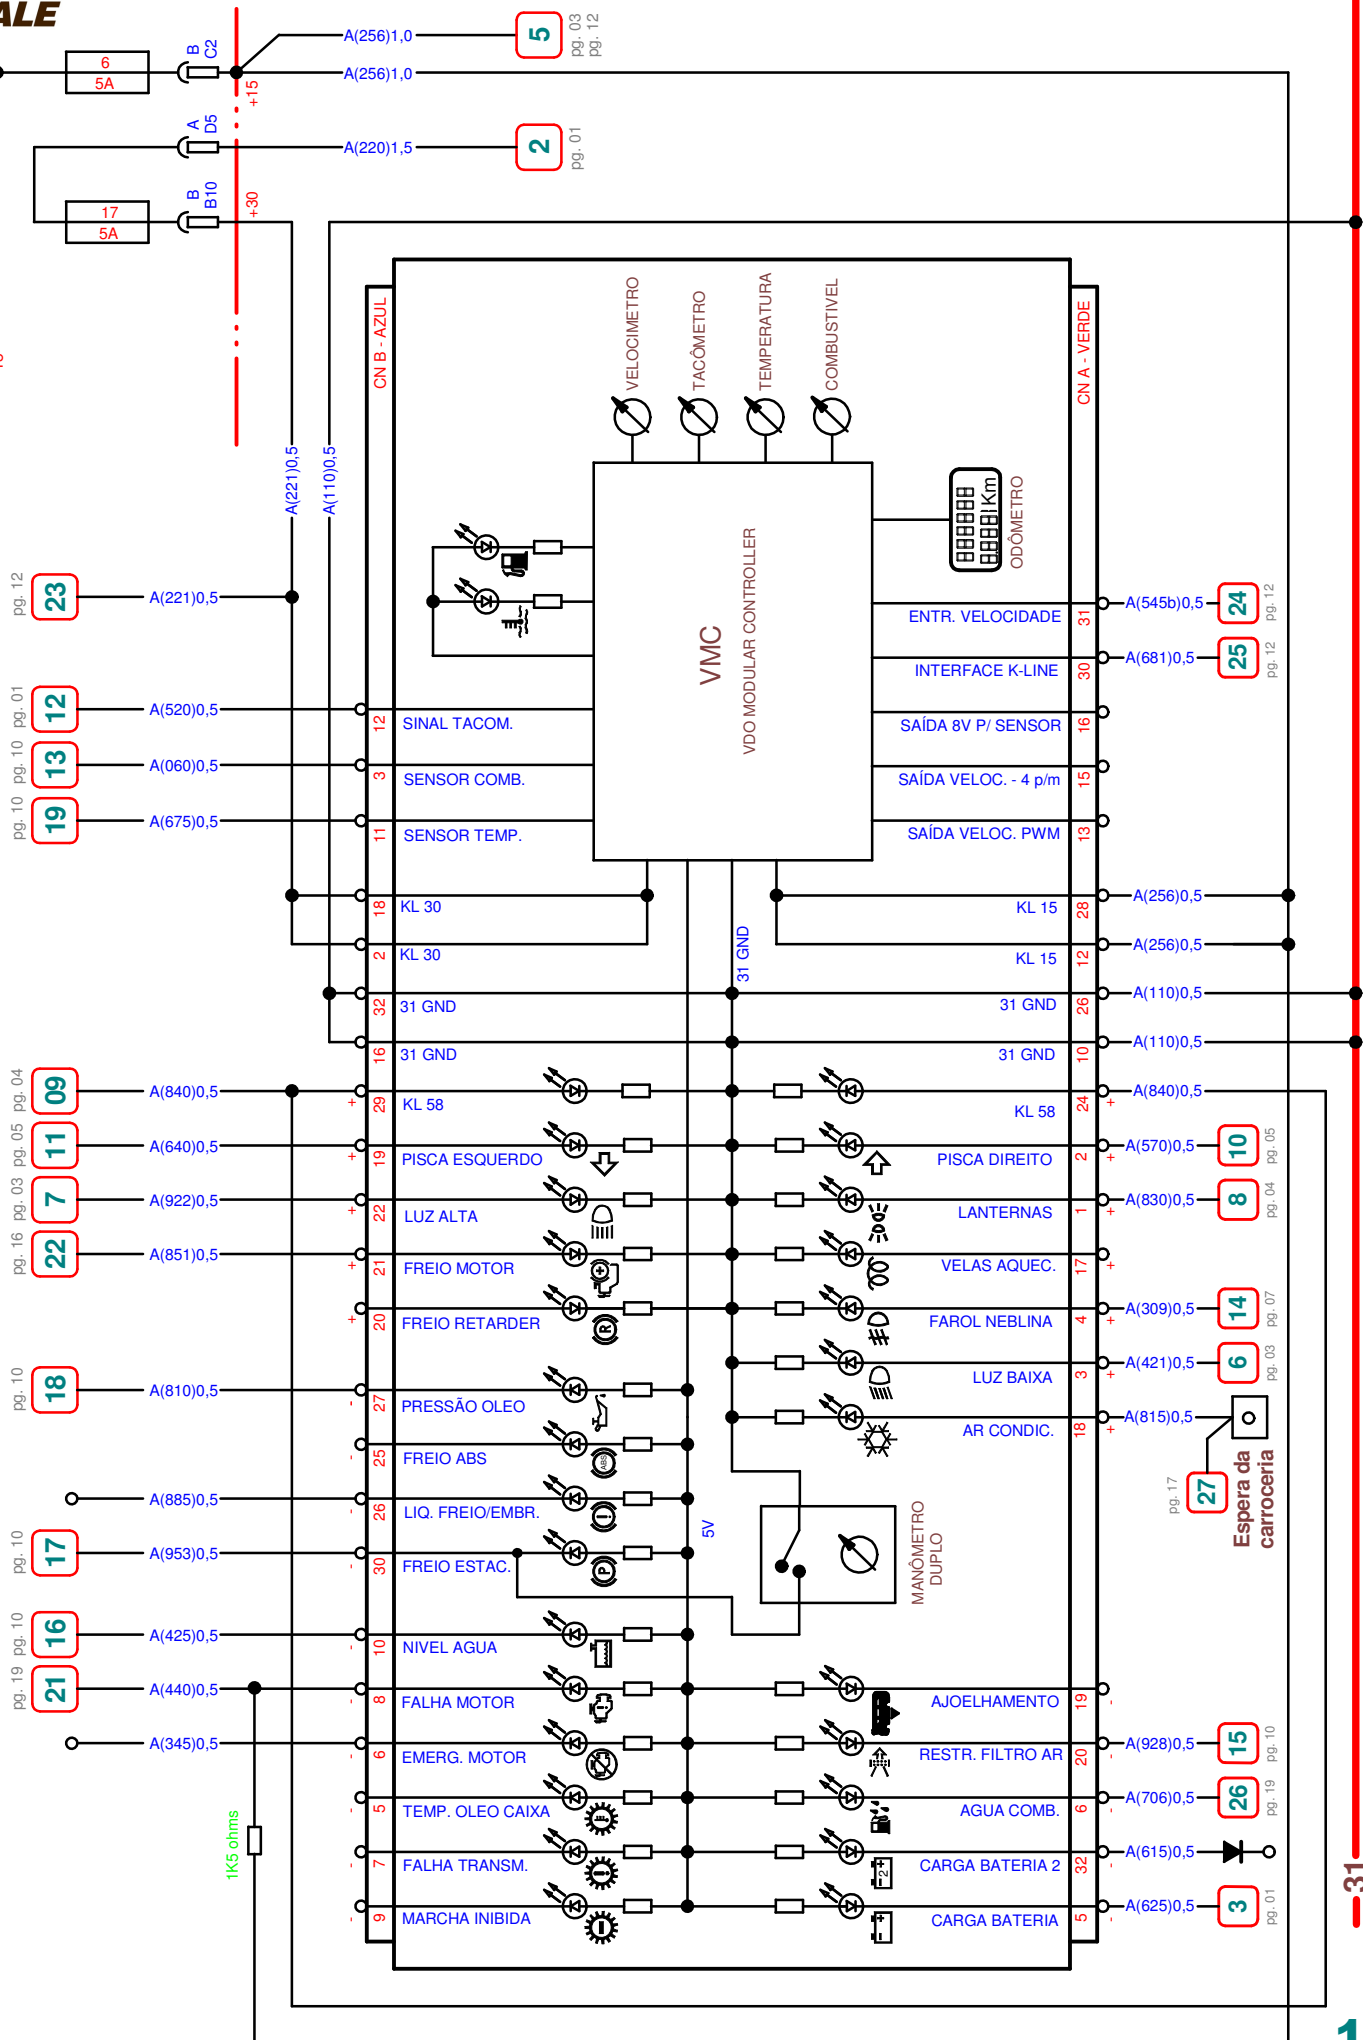 ALE
6
5A
B
C2
+15
A(256)1,0
5
pg. 03
pg. 12
A(256)1,0
A
D5
A(220)1,5
2
pg. 01
17
5A
B
B10
+30
A(221)0,5
A(110)0,5
CN B - AZUL
CN A - VERDE
VELOCIMETRO
TACÔMETRO
TEMPERATURA
COMBUSTIVEL
Km
ODÔMETRO
VMC
VDO MODULAR CONTROLLER
pg. 12
23
A(221)0,5
pg. 01
12
A(520)0,5
12
SINAL TACOM.
pg. 10
13
A(060)0,5
3
SENSOR COMB.
pg. 10
19
A(675)0,5
11
SENSOR TEMP.
ENTR. VELOCIDADE
31
A(545b)0,5
24
pg. 12
INTERFACE K-LINE
30
A(681)0,5
25
pg. 12
SAÍDA 8V P/ SENSOR
16
SAÍDA VELOC. - 4 p/m
15
SAÍDA VELOC. PWM
13
18
KL 30
KL 15
28
A(256)0,5
2
KL 30
31 GND
KL 15
12
A(256)0,5
32
31 GND
31 GND
26
A(110)0,5
16
31 GND
31 GND
10
A(110)0,5
pg. 04
09
A(840)0,5
+
29
KL 58
KL 58
24
+
A(840)0,5
pg. 05
11
A(640)0,5
+
19
PISCA ESQUERDO
PISCA DIREITO
2
+
A(570)0,5
10
pg. 05
pg. 03
7
A(922)0,5
+
22
LUZ ALTA
LANTERNAS
1
+
A(830)0,5
8
pg. 04
pg. 16
22
A(851)0,5
+
21
FREIO MOTOR
VELAS AQUEC.
17
+
+
20
FREIO RETARDER
R
FAROL NEBLINA
4
+
A(309)0,5
14
pg. 07
LUZ BAIXA
3
+
A(421)0,5
6
pg. 03
pg. 10
18
A(810)0,5
-
27
PRESSÃO OLEO
AR CONDIC.
18
+
A(815)0,5
pg. 17
27
Espera da
carroceria
-
25
FREIO ABS
ABS
A(885)0,5
-
26
LIQ. FREIO/EMBR.
5V
pg. 10
17
A(953)0,5
-
30
FREIO ESTAC.
P
MANÔMETRO
DUPLO
pg. 10
16
A(425)0,5
-
10
NIVEL AGUA
pg. 19
21
A(440)0,5
-
8
FALHA MOTOR
AJOELHAMENTO
19
-
A(345)0,5
-
6
EMERG. MOTOR
RESTR. FILTRO AR
20
-
A(928)0,5
15
pg. 10
-
5
TEMP. OLEO CAIXA
AGUA COMB.
6
-
A(706)0,5
26
pg. 19
1K5 ohms
-
7
FALHA TRANSM.
2
CARGA BATERIA 2
32
-
A(615)0,5
-
9
MARCHA INIBIDA
CARGA BATERIA
5
-
A(625)0,5
3
pg. 01
31
1